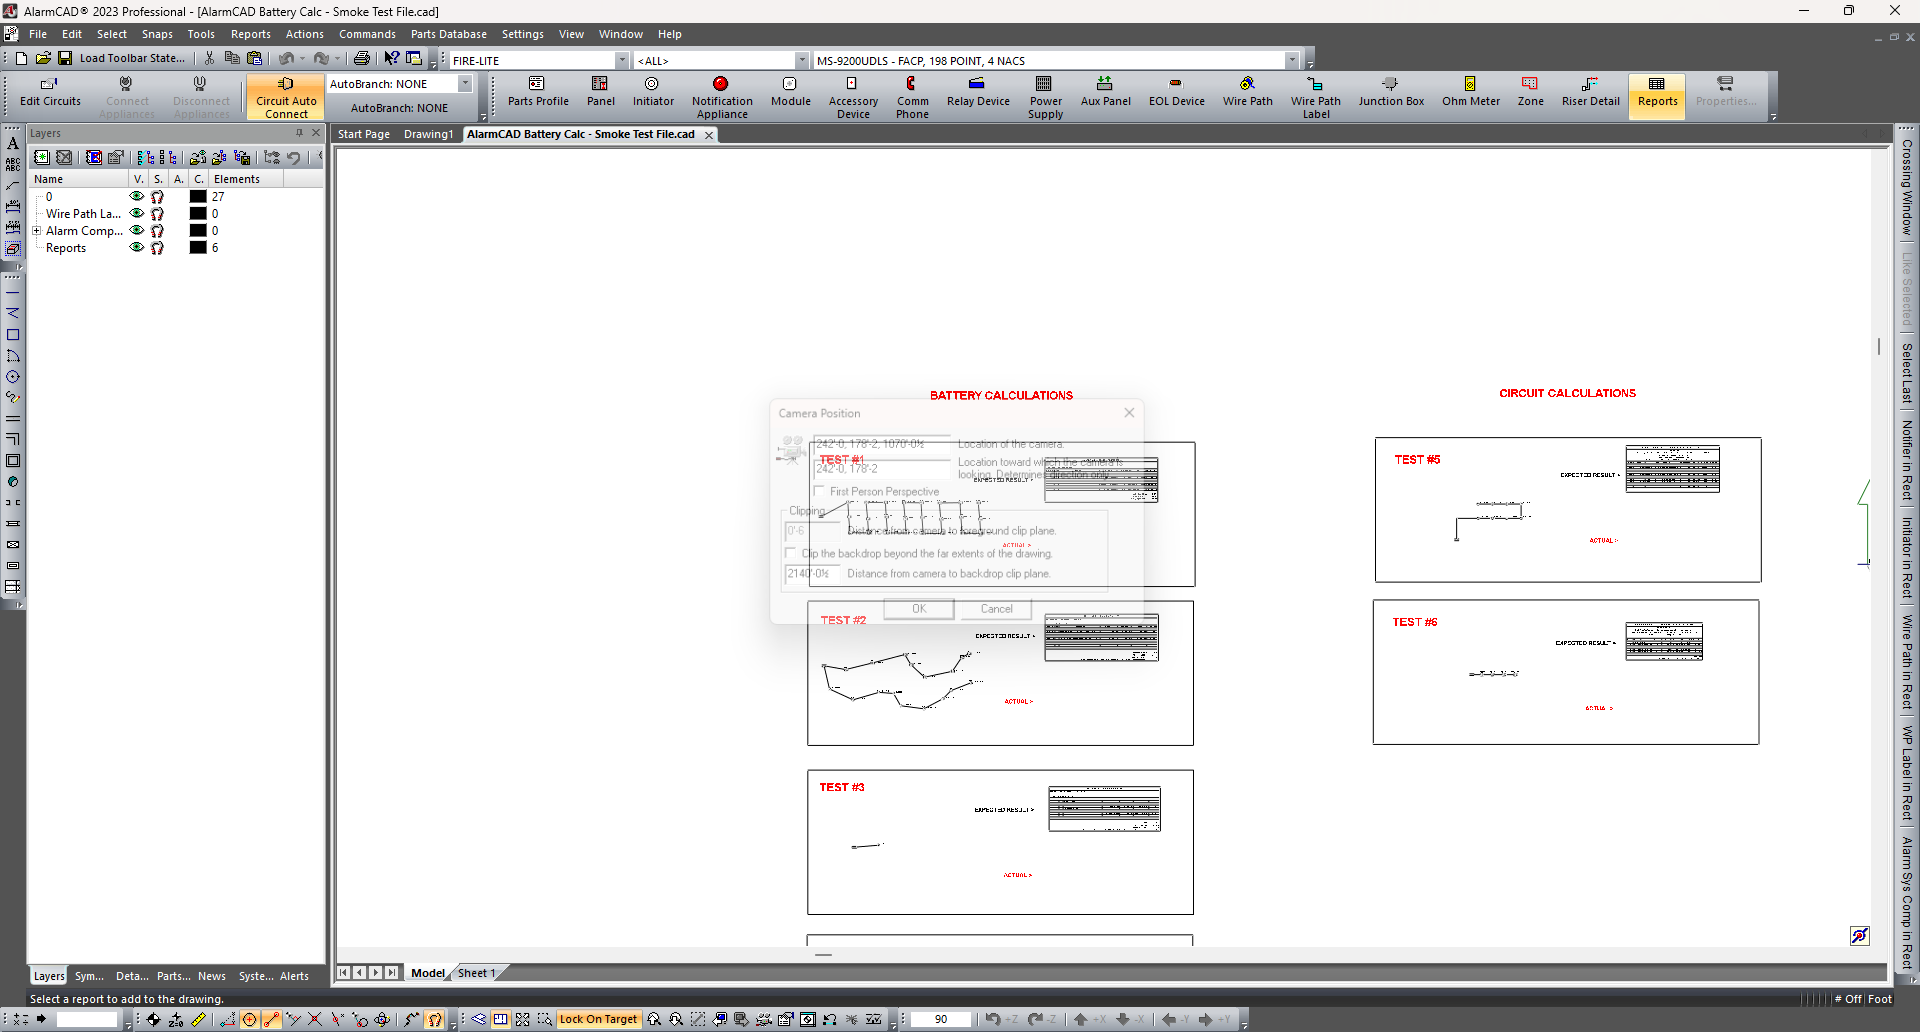 AlarmCAD® 2023 Professional - [AlarmCAD Battery Calc - Smoke Test File.cad]
File Edit Select Snaps Tools Reports Actions Commands Parts Database Settings View Window Help
Load Toolbar State... FIRE-LITE <ALL> MS-9200UDLS - FACP, 198 POINT, 4 NACS
Edit Circuits Connect Appliances Disconnect Appliances Circuit Auto Connect AutoBranch: NONE AutoBranch: NONE Parts Profile Panel Initiator Notification Appliance Module Accessory Device Comm Phone Relay Device Power Supply Aux Panel EOL Device Wire Path Wire Path Label Junction Box Ohm Meter Zone Riser Detail Reports Properties...
Layers
Start Page Drawing1 AlarmCAD Battery Calc - Smoke Test File.cad
Name V. S. A. C. Elements
0 27
Wire Path La... 0
Alarm Comp... 0
Reports 6
BATTERY CALCULATIONS
CIRCUIT CALCULATIONS
Camera Position
242'-0, 178'-2, 1070'-0½ Location of the camera.
242'-0, 178'-2 Location toward which the camera is looking. Determines direction only.
First Person Perspective
Clipping
0'-6 Distance from camera to foreground clip plane.
Clip the backdrop beyond the far extents of the drawing.
2140'-0½ Distance from camera to backdrop clip plane.
OK Cancel
TEST #1
EXPECTED RESULT >
ACTUAL >
TEST #2
EXPECTED RESULT >
ACTUAL >
TEST #3
EXPECTED RESULT >
ACTUAL >
TEST #5
EXPECTED RESULT >
ACTUAL >
TEST #6
EXPECTED RESULT >
ACTUAL >
Crossing Window
Like Selected
Select Last
Notifier in Rect
Initiator in Rect
Wire Path in Rect
WP Label in Rect
Alarm Sys Comp in Rect
Layers Sym... Deta... Parts... News Syste... Alerts
Model Sheet 1
Select a report to add to the drawing.
# Off Foot
Lock On Target 90 +Z -Z +X -X -Y +Y